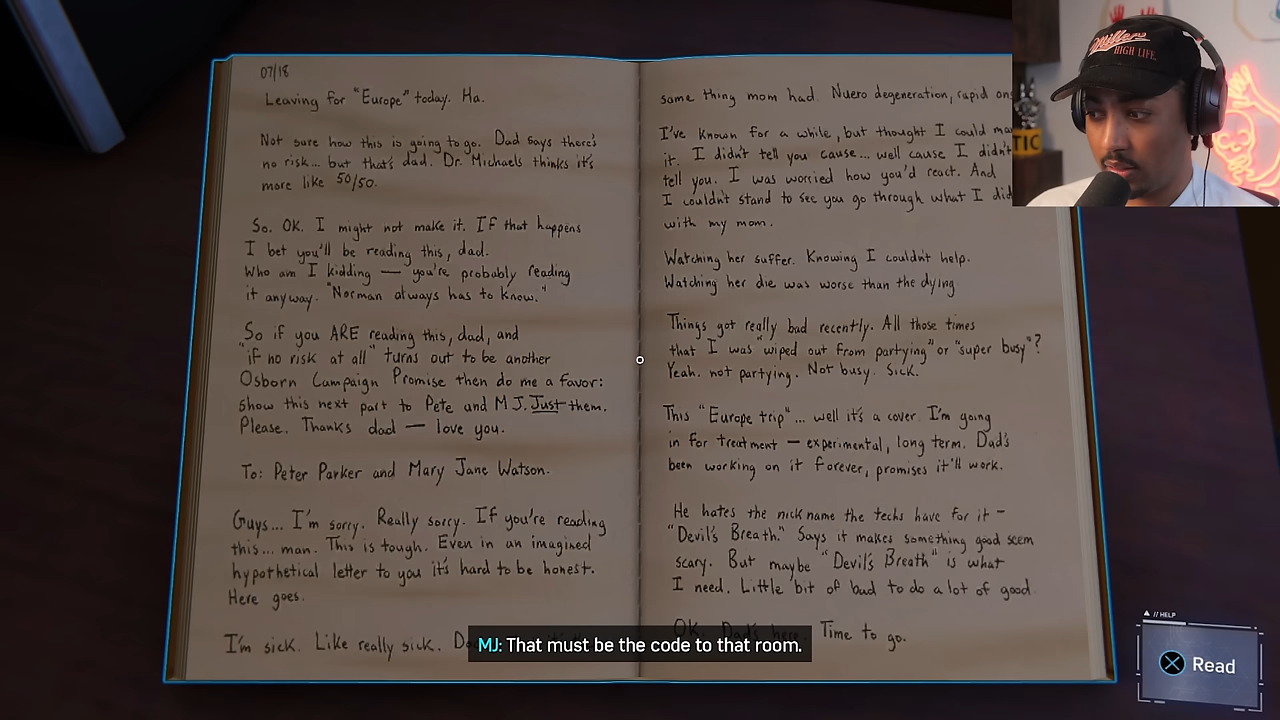 07/18
Leaving for "Europe" today. Ha.
Not sure how this is going to go. Dad says there's
no risk... but that's dad. Dr. Michaels thinks it's
more like 50/50.
So. OK. I might not make it. IF that happens
I bet you'll be reading this, dad.
Who am I kidding — you're probably reading
it anyway. "Norman always has to know."
So if you ARE reading this, dad, and
"if no risk at all" turns out to be another
Osborn Campaign Promise then do me a favor:
show this next part to Pete and MJ. Just them.
Please. Thanks dad — love you.
To: Peter Parker and Mary Jane Watson.
Guys... I'm sorry. Really sorry. If you're reading
this... man. This is tough. Even in an imagined
hypothetical letter to you it's hard to be honest.
Here goes.
I'm sick. Like really sick.
same thing mom had. Nuero degeneration, rapid
I've known for a while, but thought I could
it. I didn't tell you cause... well cause I didn't
tell you. I was worried how you'd react. And
I couldn't stand to see you go through what I did
with my mom.
Watching her suffer. Knowing I couldn't help.
Watching her die was worse than the dying
Things got really bad recently. All those times
that I was "wiped out from partying" or "super busy"?
Yeah. not partying. Not busy. Sick.
This "Europe trip"... well it's a cover. I'm going
in for treatment — experimental, long term. Dad's
been working on it forever, promises it'll work.
He hates the nickname the techs have for it -
"Devil's Breath." Says it makes something good seem
scary. But maybe "Devil's Breath" is what
I need. Little bit of bad to do a lot of good.
OK. Dad's here. Time to go.
MJ: That must be the code to that room.
Miller
HIGH LIFE
TIC
// HELP
Read